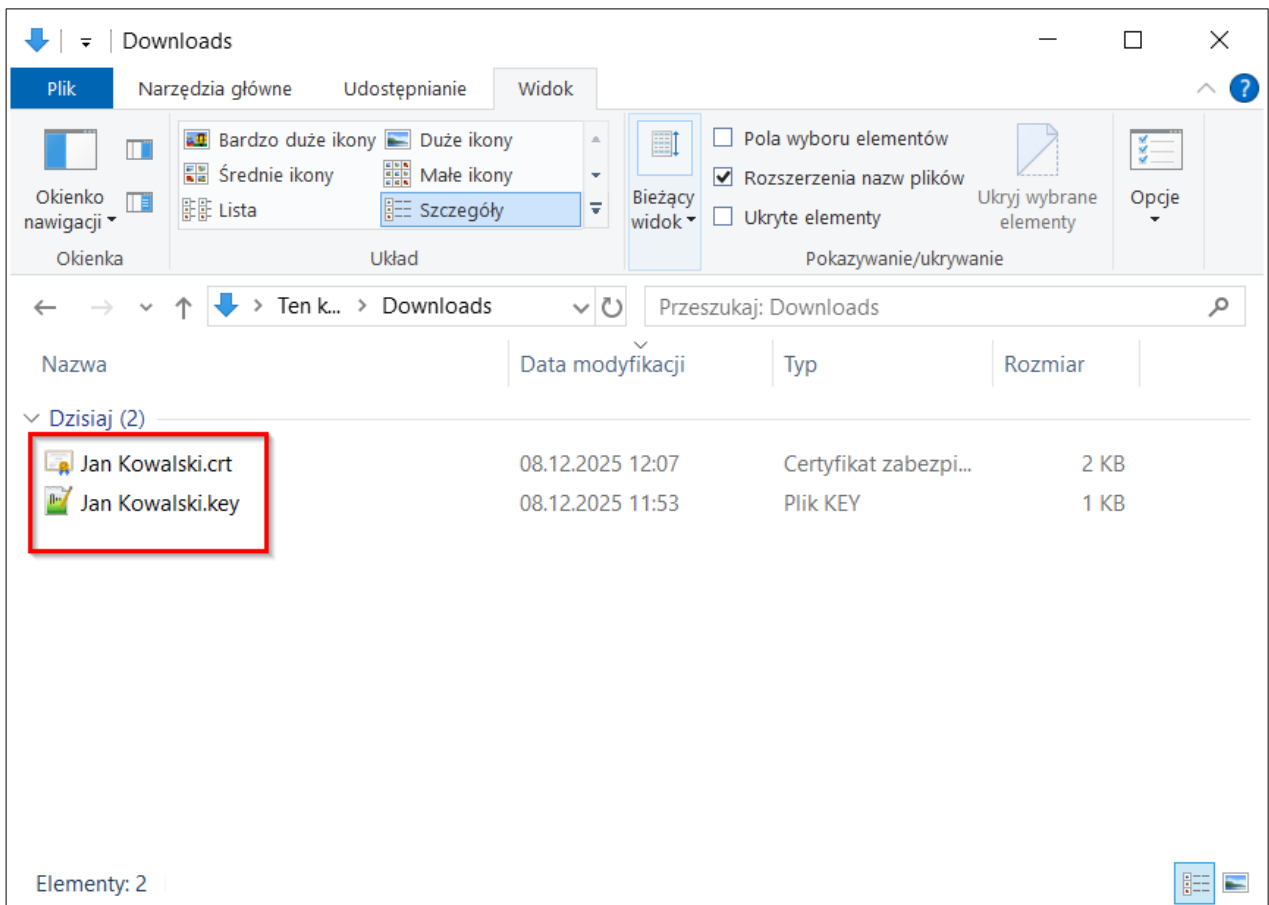 Downloads
Plik Narzędzia główne Udostępnianie Widok
Bardzo duże ikony Duże ikony
Średnie ikony Małe ikony
Lista Szczegóły
Okienko nawigacji
Bieżący widok
Pola wyboru elementów
Rozszerzenia nazw plików
Ukryte elementy
Ukryj wybrane elementy
Opcje
Okienka Układ Pokazywanie/ukrywanie
Ten k... Downloads Przeszukaj: Downloads
Nazwa Data modyfikacji Typ Rozmiar
Dzisiaj (2)
Jan Kowalski.crt 08.12.2025 12:07 Certyfikat zabezpi... 2 KB
Jan Kowalski.key 08.12.2025 11:53 Plik KEY 1 KB
Elementy: 2